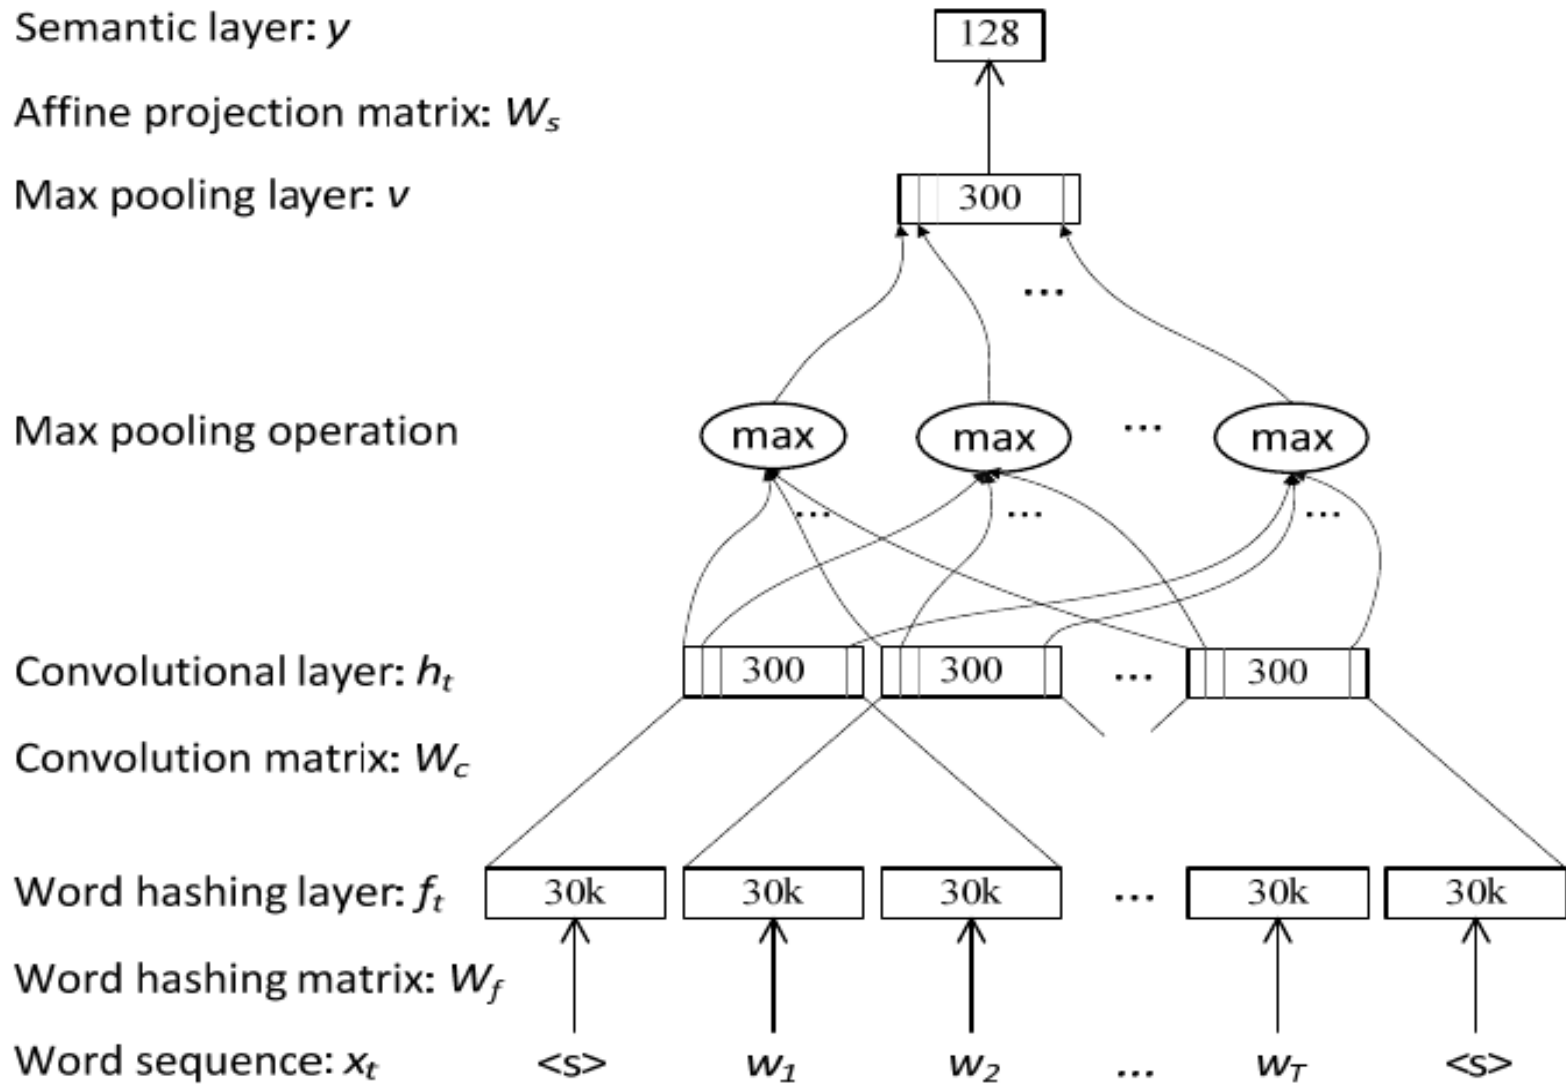 Semantic layer: y 128
Affine projection matrix: Ws
Max pooling layer: v 300
...
Max pooling operation max max ... max
... ... ...
Convolutional layer: ht 300 300 ... 300
Convolution matrix: Wc
Word hashing layer: ft 30k 30k 30k ... 30k 30k
Word hashing matrix: Wf
Word sequence: xt <s> w1 w2 ... wT <s>